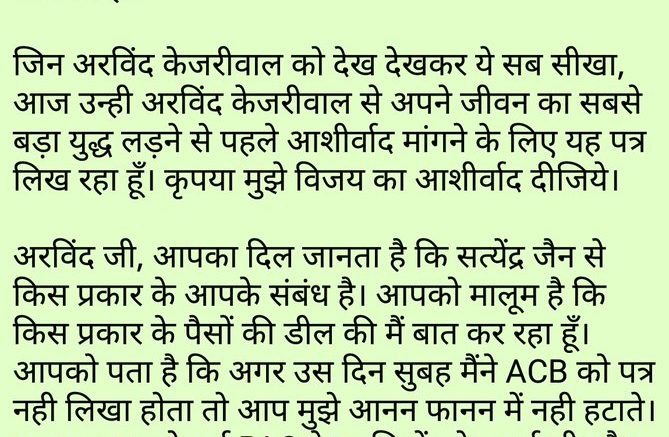 जिन अरविंद केजरीवाल को देख देखकर ये सब सीखा,
आज उन्ही अरविंद केजरीवाल से अपने जीवन का सबसे
बड़ा युद्ध लड़ने से पहले आशीर्वाद मांगने के लिए यह पत्र
लिख रहा हूँ। कृपया मुझे विजय का आशीर्वाद दीजिये।
अरविंद जी, आपका दिल जानता है कि सत्येंद्र जैन से
किस प्रकार के आपके संबंध है। आपको मालूम है कि
किस प्रकार के पैसों की डील की मैं बात कर रहा हूँ।
आपको पता है कि अगर उस दिन सुबह मैंने ACB को पत्र
नही लिखा होता तो आप मुझे आनन फानन में नही हटाते।